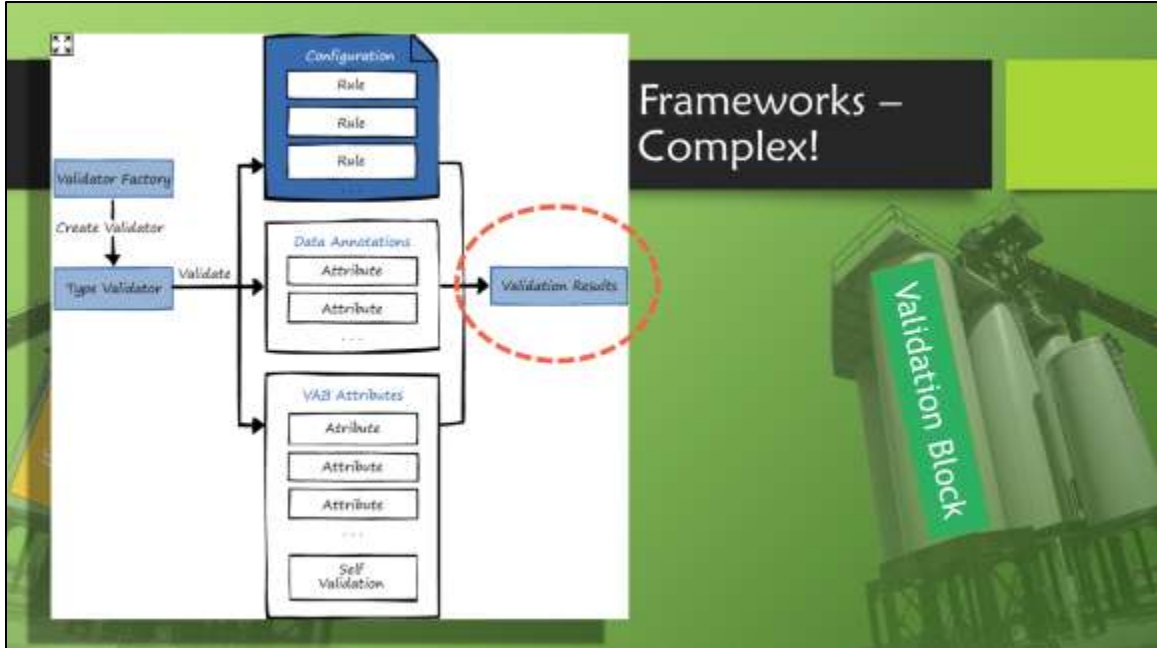 Frameworks –
Complex!
Configuration
Rule
Rule
Rule
. . .
Validator Factory
Create Validator
Type Validator
Validate
Data Annotations
Attribute
Attribute
. . .
Validation Results
VAB Attributes
Atribute
Attribute
Attribute
. . .
Self
Validation
Validation Block